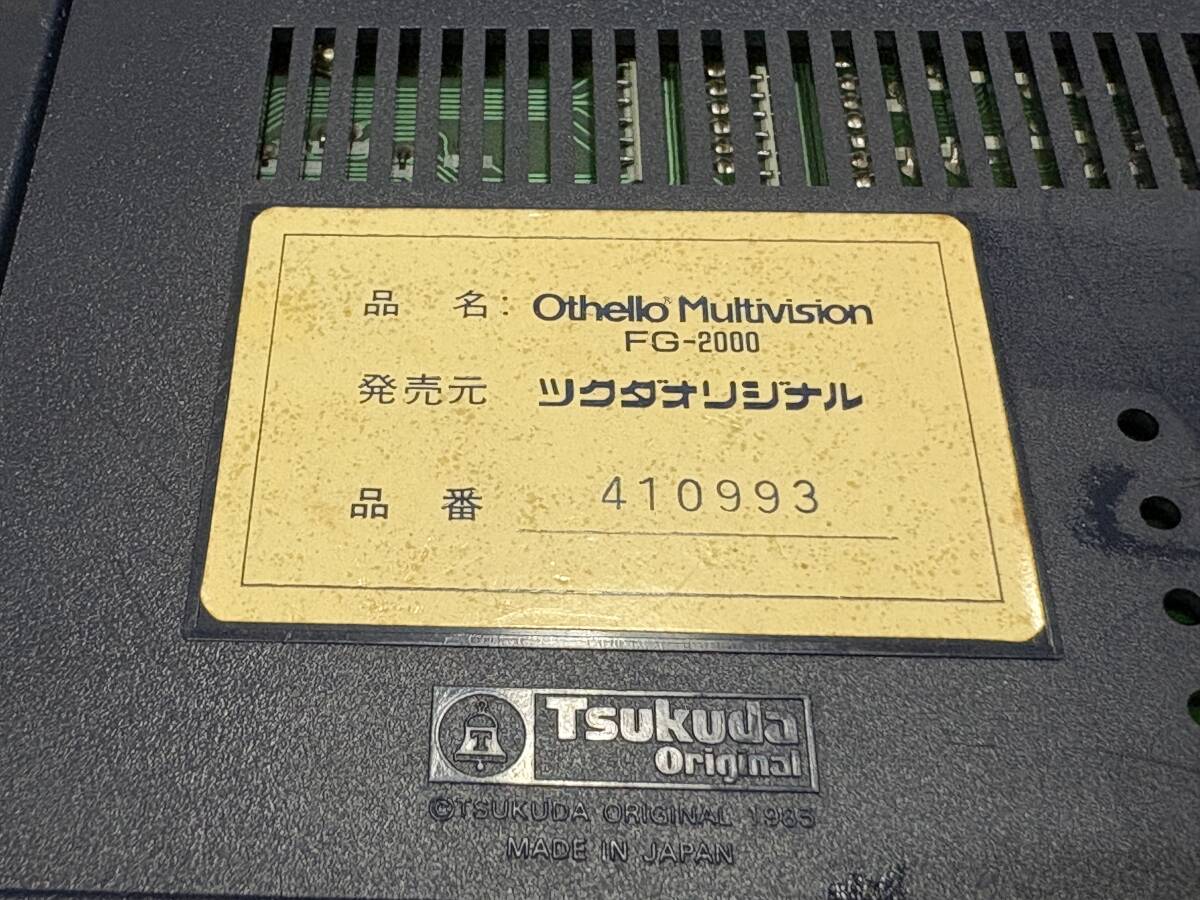 品 名: Othello® Multivision
FG-2000
発売元 ツクダオリジナル
品 番 410993
T
Tsukuda
Original
©TSUKUDA ORIGINAL 1983
MADE IN JAPAN